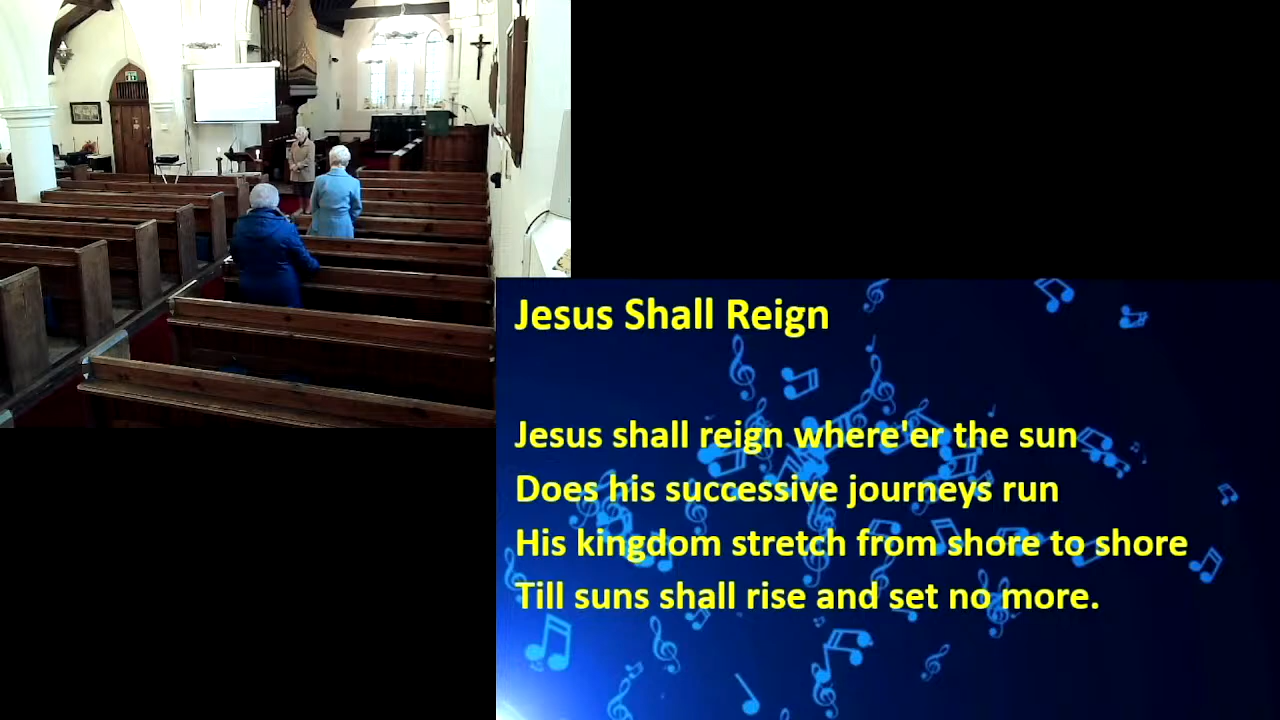 Jesus Shall Reign
Jesus shall reign where'er the sun
Does his successive journeys run
His kingdom stretch from shore to shore
Till suns shall rise and set no more.